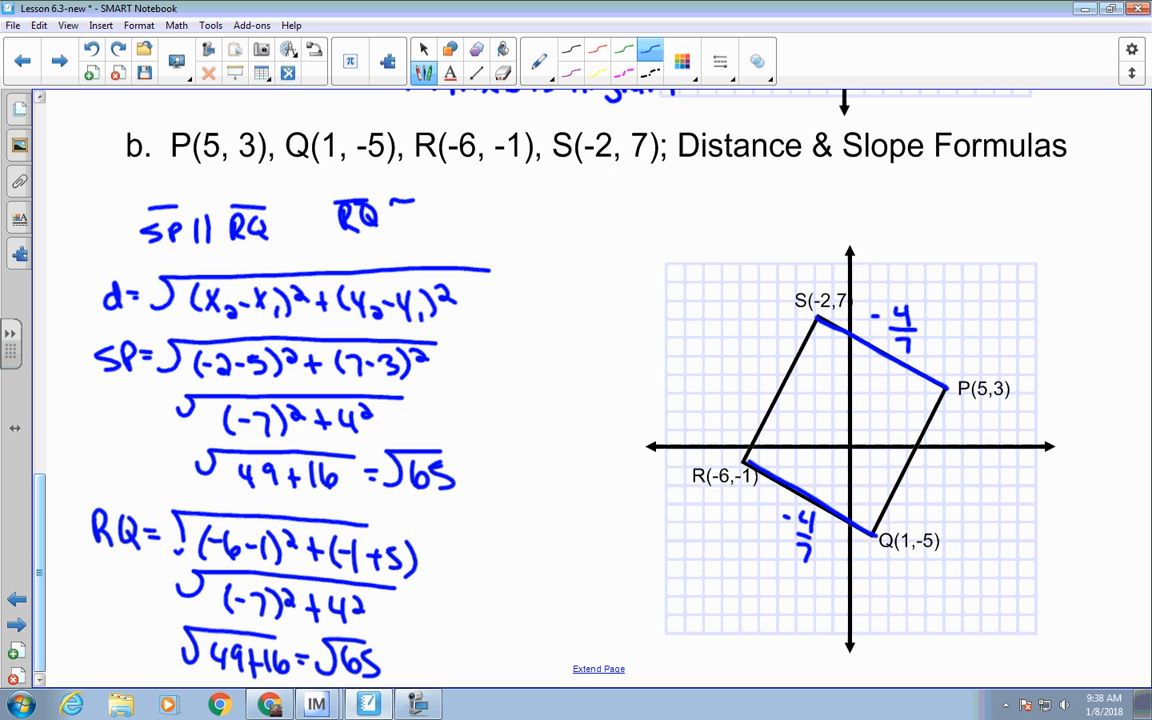 Lesson 6.3-new * - SMART Notebook
File Edit View Insert Format Math Tools Add-ons Help
b. P(5, 3), Q(1, -5), R(-6, -1), S(-2, 7); Distance & Slope Formulas
SP || RQ RQ ~
d=√(x₂-x₁)²+(y₂-y₁)²
SP=√(-2-5)²+(7-3)²
√(-7)²+4²
√49+16 =√65
RQ=√(-6-1)²+(-1+5)
√(-7)²+4²
√49+16=√65
S(-2,7)
-4/7
P(5,3)
R(-6,-1)
-4/7
Q(1,-5)
Extend Page
IM
9:38 AM
1/8/2018